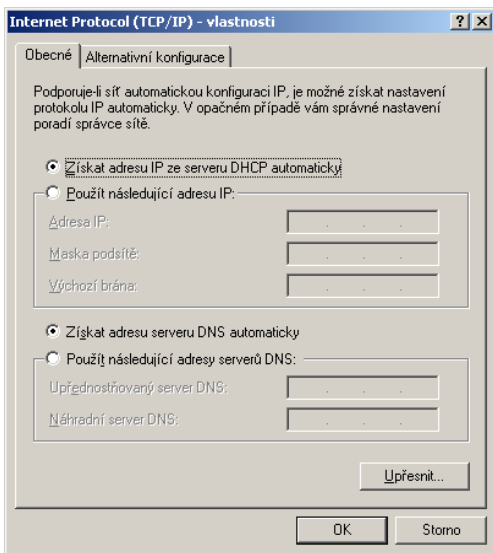 Internet Protocol (TCP/IP) - vlastnosti
Obecné
Alternativní konfigurace
Podporuje-li síť automatickou konfiguraci IP, je možné získat nastavení
protokolu IP automaticky. V opačném případě vám správné nastavení
poradí správce sítě.
Získat adresu IP ze serveru DHCP automaticky
Použít následující adresu IP:
Adresa IP:
Maska podsítě:
Výchozí brána:
Získat adresu serveru DNS automaticky
Použít následující adresy serverů DNS:
Upřednostňovaný server DNS:
Náhradní server DNS:
Upřesnit...
OK
Storno